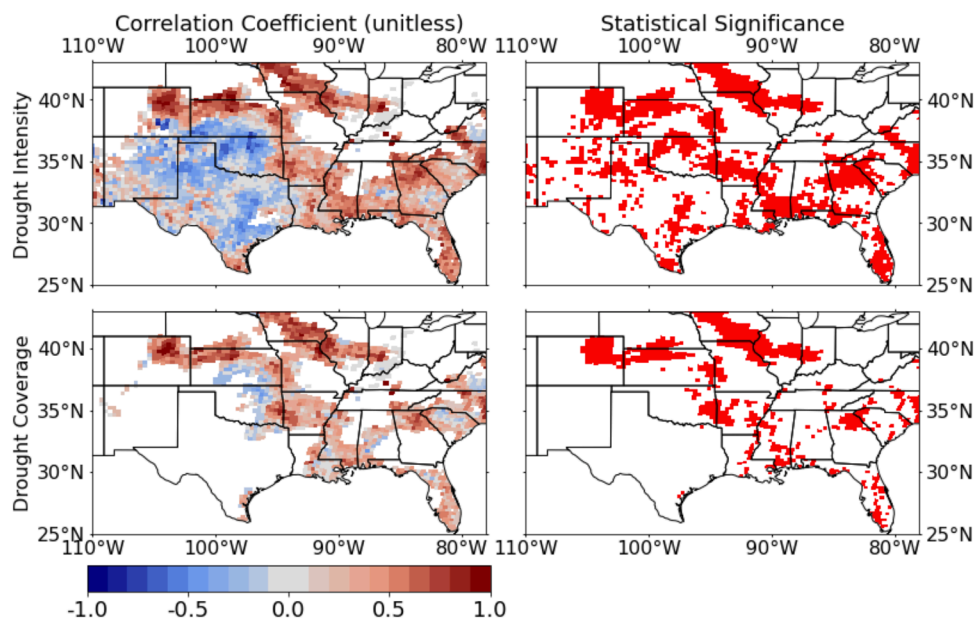 Correlation Coefficient (unitless) Statistical Significance
110°W 100°W 90°W 80°W 110°W 100°W 90°W 80°W
Drought Intensity
40°N 40°N
35°N 35°N
30°N 30°N
25°N 25°N
Drought Coverage
40°N 40°N
35°N 35°N
30°N 30°N
25°N 25°N
110°W 100°W 90°W 80°W 110°W 100°W 90°W 80°W
-1.0 -0.5 0.0 0.5 1.0